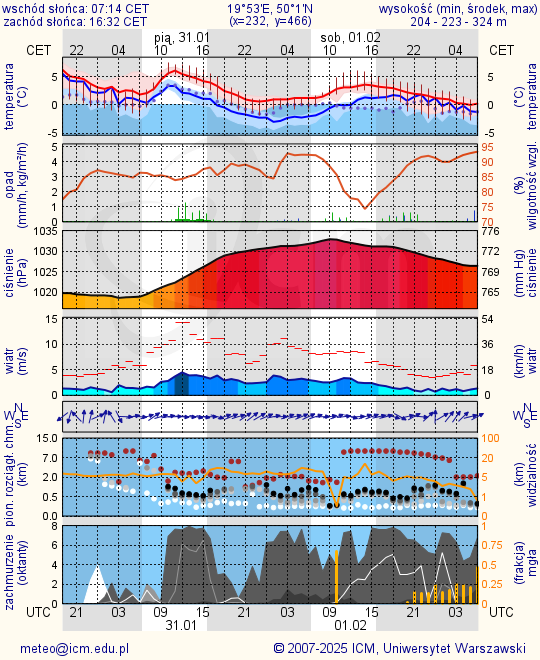 wschód słońca: 07:14 CET 19°53'E, 50°1'N wysokość (min, środek, max)
zachód słońca: 16:32 CET (x=232, y=466) 204 - 223 - 324 m
pią, 31.01 sob, 01.02
CET 22 04 10 16 22 04 10 16 22 04 CET
temperatura (°C)
5
0
-5
temperatura (°C)
5
0
-5
opad (mm/h, kg/m²/h)
5
4
3
2
1
0
95
90
85
80
75
70
(%) wilgotność wzgl.
ciśnienie (hPa)
1035
1030
1025
1020
776
772
769
765
(mm Hg) ciśnienie
wiatr (m/s)
15
10
5
0
54
36
18
0
(km/h) wiatr
N
W E
S
N
W E
S
pion. rozciągł. chm. (km)
15.0
7.0
2.0
0.5
0.0
100
20
5
1
0
(km) widzialność
zachmurzenie (oktanty)
8
6
4
2
0
1
0.75
0.5
0.25
0
(frakcja) mgła
UTC 21 03 09 15 21 03 09 15 21 03 UTC
31.01 01.02
meteo@icm.edu.pl © 2007-2025 ICM, Uniwersytet Warszawski